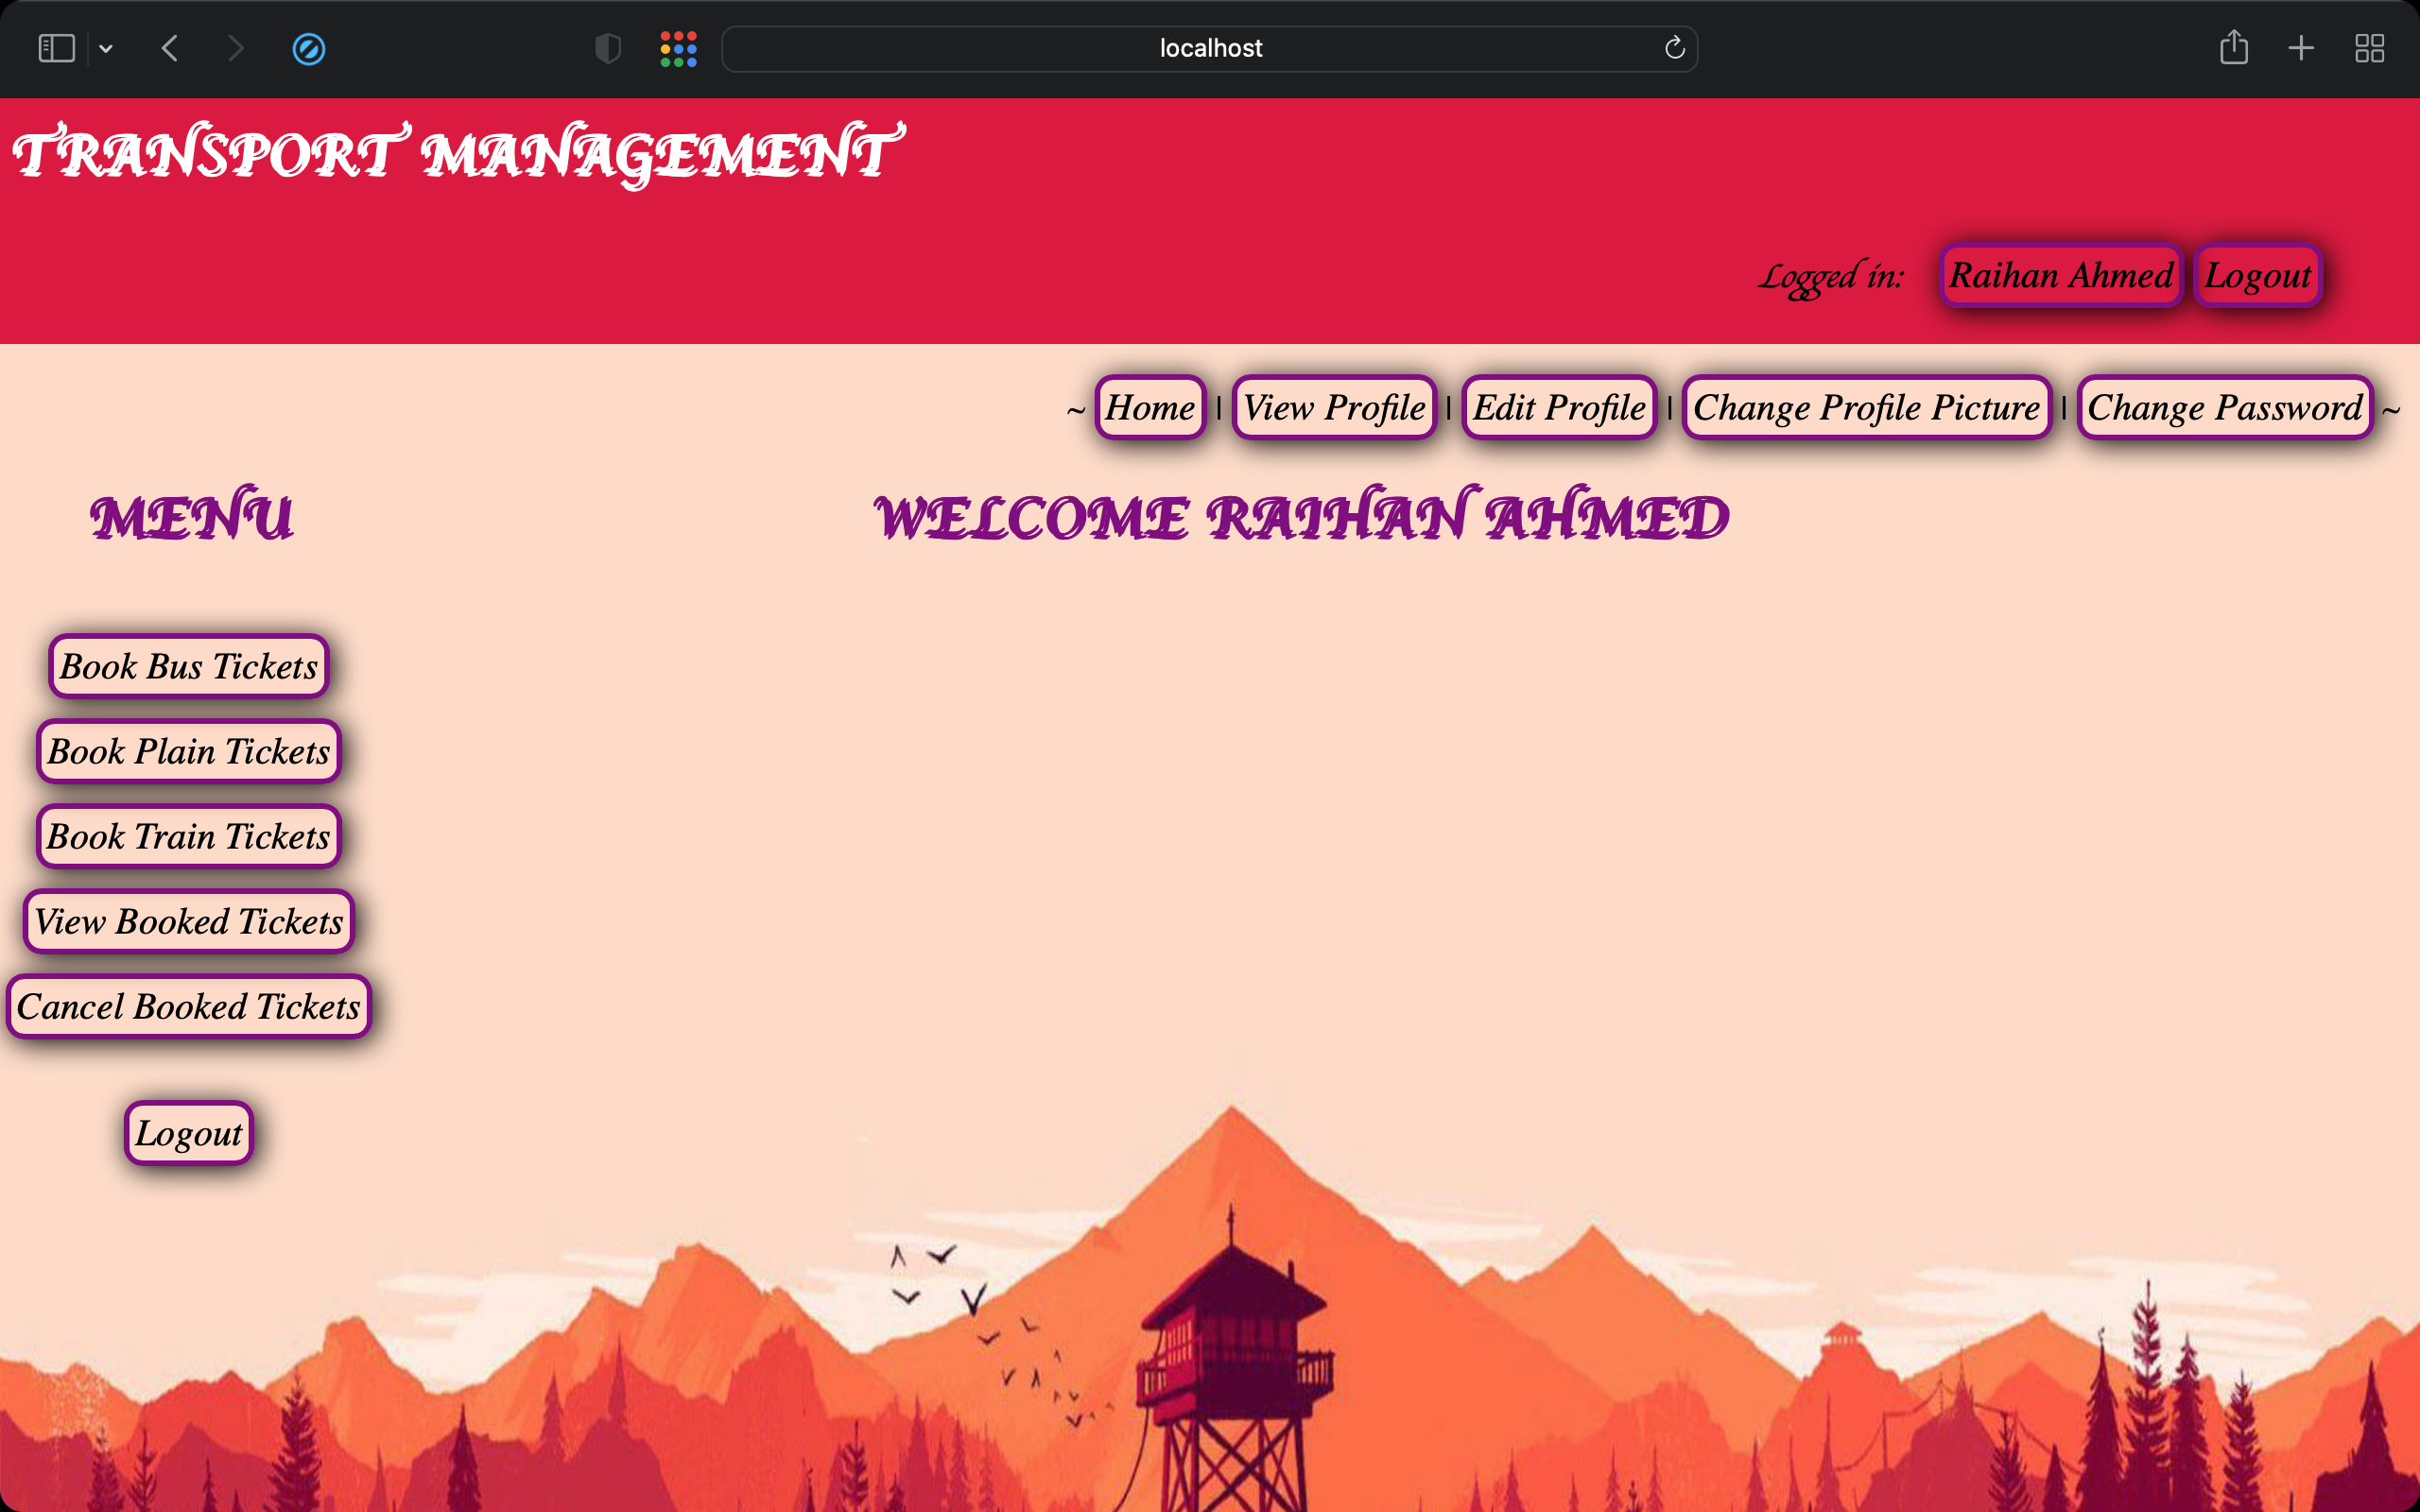 localhost
TRANSPORT MANAGEMENT
Logged in: Raihan Ahmed Logout
~ Home | View Profile | Edit Profile | Change Profile Picture | Change Password ~
MENU
WELCOME RAIHAN AHMED
Book Bus Tickets
Book Plain Tickets
Book Train Tickets
View Booked Tickets
Cancel Booked Tickets
Logout